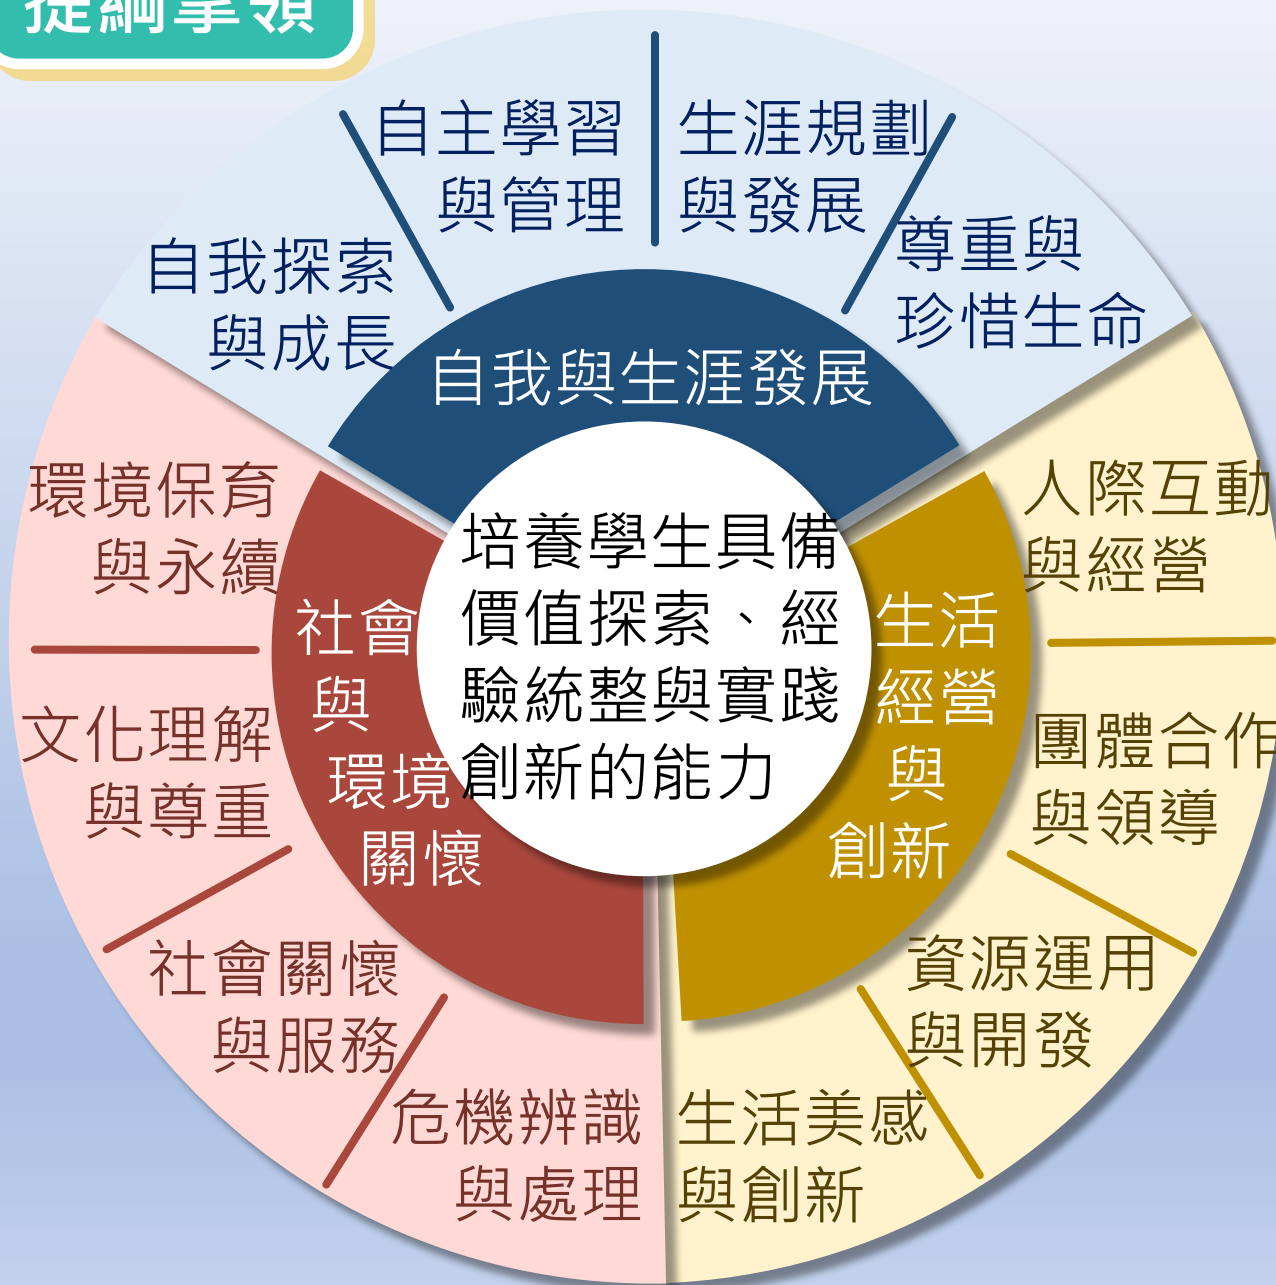 提綱挈領
自主學習
與管理
生涯規劃
與發展
自我探索
與成長
尊重與
珍惜生命
自我與生涯發展
環境保育
與永續
人際互動
與經營
社會
與
環境
關懷
培養學生具備
價值探索、經
驗統整與實踐
創新的能力
生活
經營
與
創新
文化理解
與尊重
團體合作
與領導
社會關懷
與服務
資源運用
與開發
危機辨識
與處理
生活美感
與創新